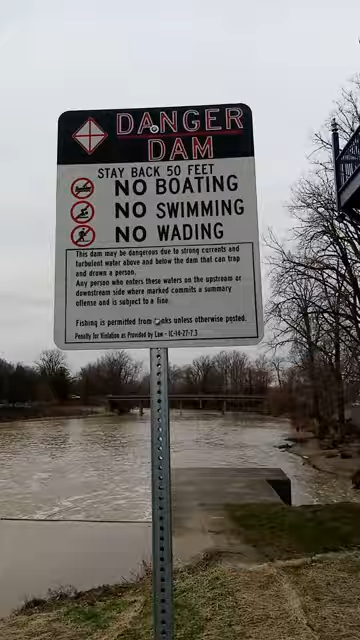 DANGER
DAM
STAY BACK 50 FEET
NO BOATING
NO SWIMMING
NO WADING
This dam may be dangerous due to strong currents and
turbulent water above and below the dam that can trap
and drown a person.
Any person who enters these waters on the upstream or
downstream side where marked commits a summary
offense and is subject to a fine.
Fishing is permitted from banks unless otherwise posted.
Penalty for Violation as Provided by Law - IC-14-27-7.3